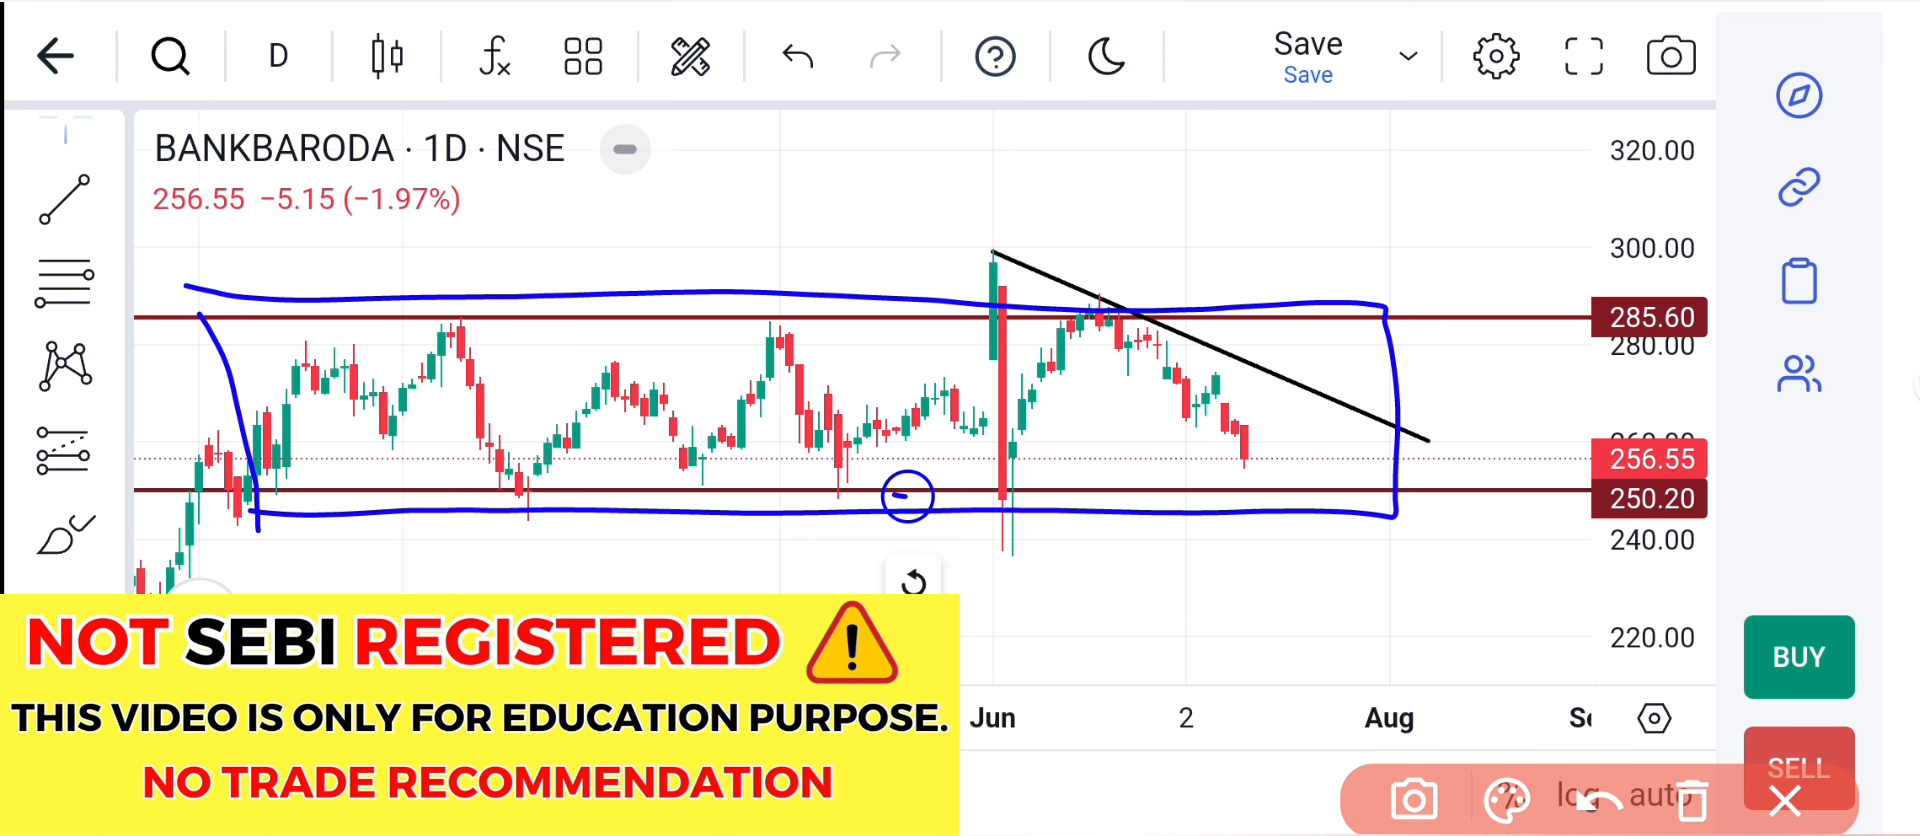 D
Save
Save
BANKBARODA · 1D · NSE
256.55 −5.15 (−1.97%)
320.00
300.00
285.60
280.00
256.55
250.20
240.00
220.00
BUY
SELL
Jun 2 Aug
log auto
NOT SEBI REGISTERED
THIS VIDEO IS ONLY FOR EDUCATION PURPOSE.
NO TRADE RECOMMENDATION